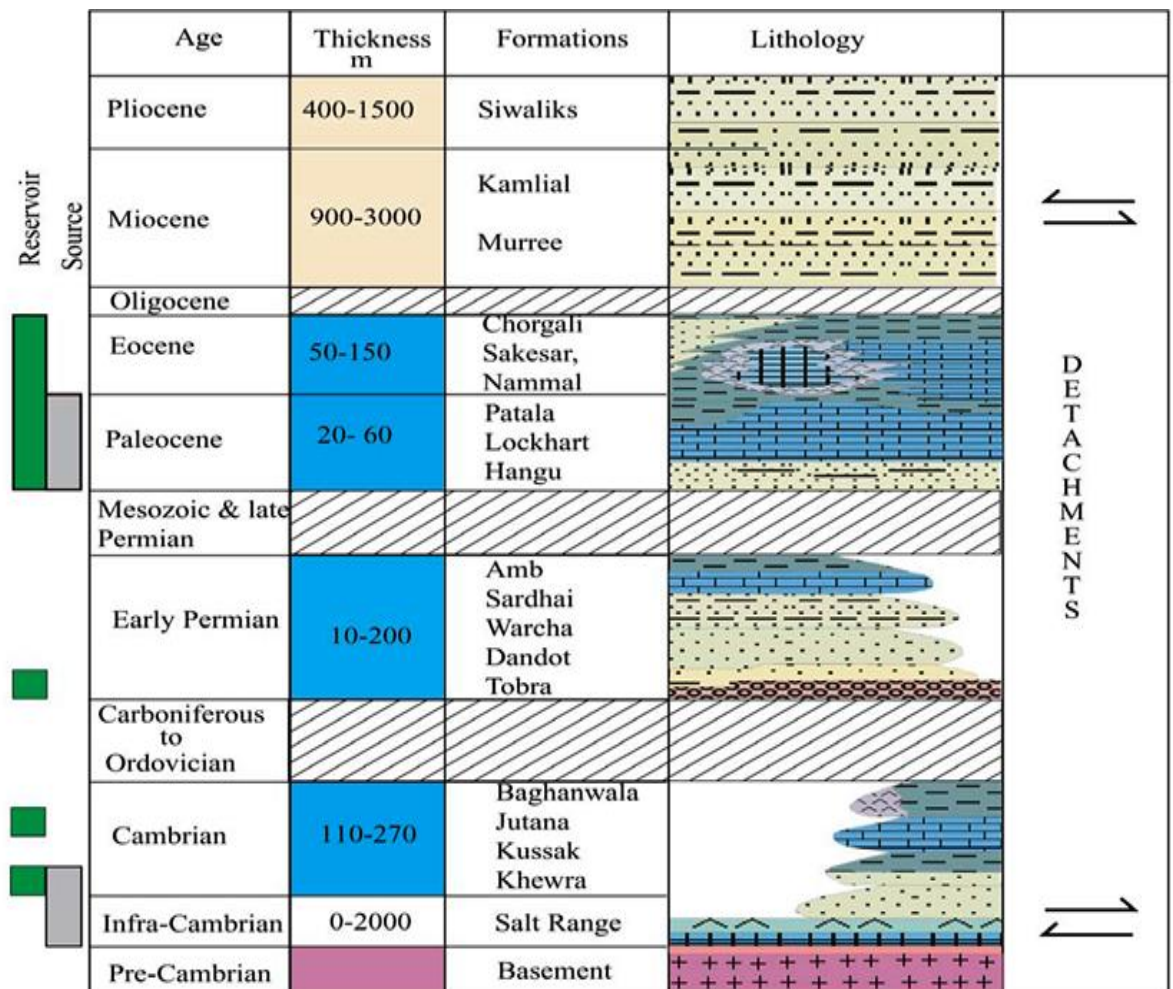 Age
Thickness
m
Formations
Lithology
Reservoir
Source
Pliocene
400-1500
Siwaliks
Miocene
900-3000
Kamlial
Murree
Oligocene
Eocene
50-150
Chorgali
Sakesar,
Nammal
Paleocene
20- 60
Patala
Lockhart
Hangu
Mesozoic & late
Permian
Early Permian
10-200
Amb
Sardhai
Warcha
Dandot
Tobra
Carboniferous
to
Ordovician
Cambrian
110-270
Baghanwala
Jutana
Kussak
Khewra
Infra-Cambrian
0-2000
Salt Range
Pre-Cambrian
Basement
DETACHMENTS